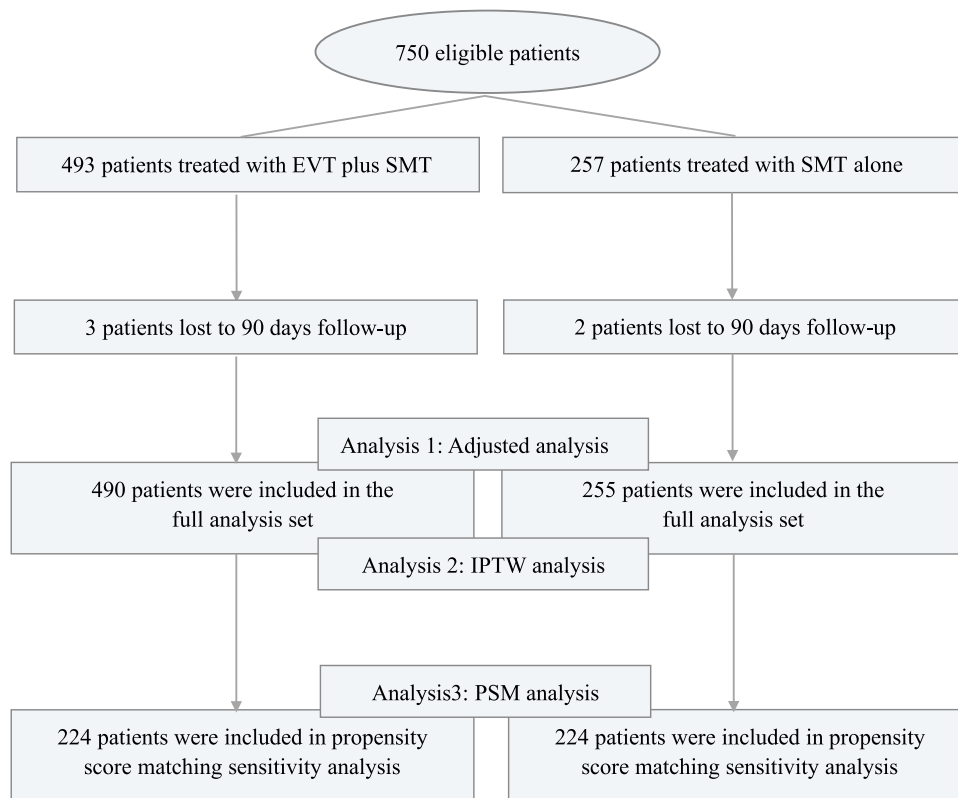 750 eligible patients
493 patients treated with EVT plus SMT
257 patients treated with SMT alone
3 patients lost to 90 days follow-up
2 patients lost to 90 days follow-up
Analysis 1: Adjusted analysis
490 patients were included in the
full analysis set
255 patients were included in the
full analysis set
Analysis 2: IPTW analysis
Analysis3: PSM analysis
224 patients were included in propensity
score matching sensitivity analysis
224 patients were included in propensity
score matching sensitivity analysis